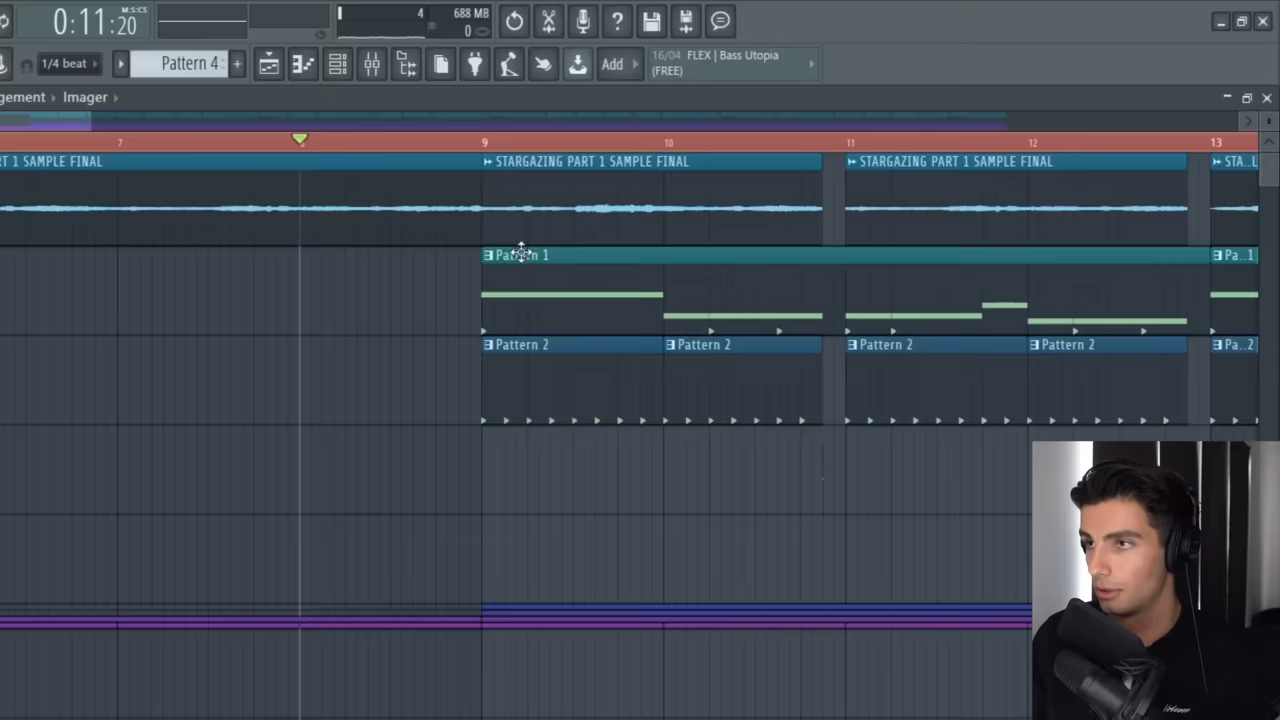 0:11:20
M:S:CS
4
688 MB
0
1/4 beat
Pattern 4
+
Add
16/04 FLEX | Bass Utopia
(FREE)
gement
Imager
7
9
10
11
12
13
T 1 SAMPLE FINAL
STARGAZING PART 1 SAMPLE FINAL
STARGAZING PART 1 SAMPLE FINAL
STA..L
Pattern 1
Pa..1
Pattern 2
Pattern 2
Pattern 2
Pattern 2
Pa..2